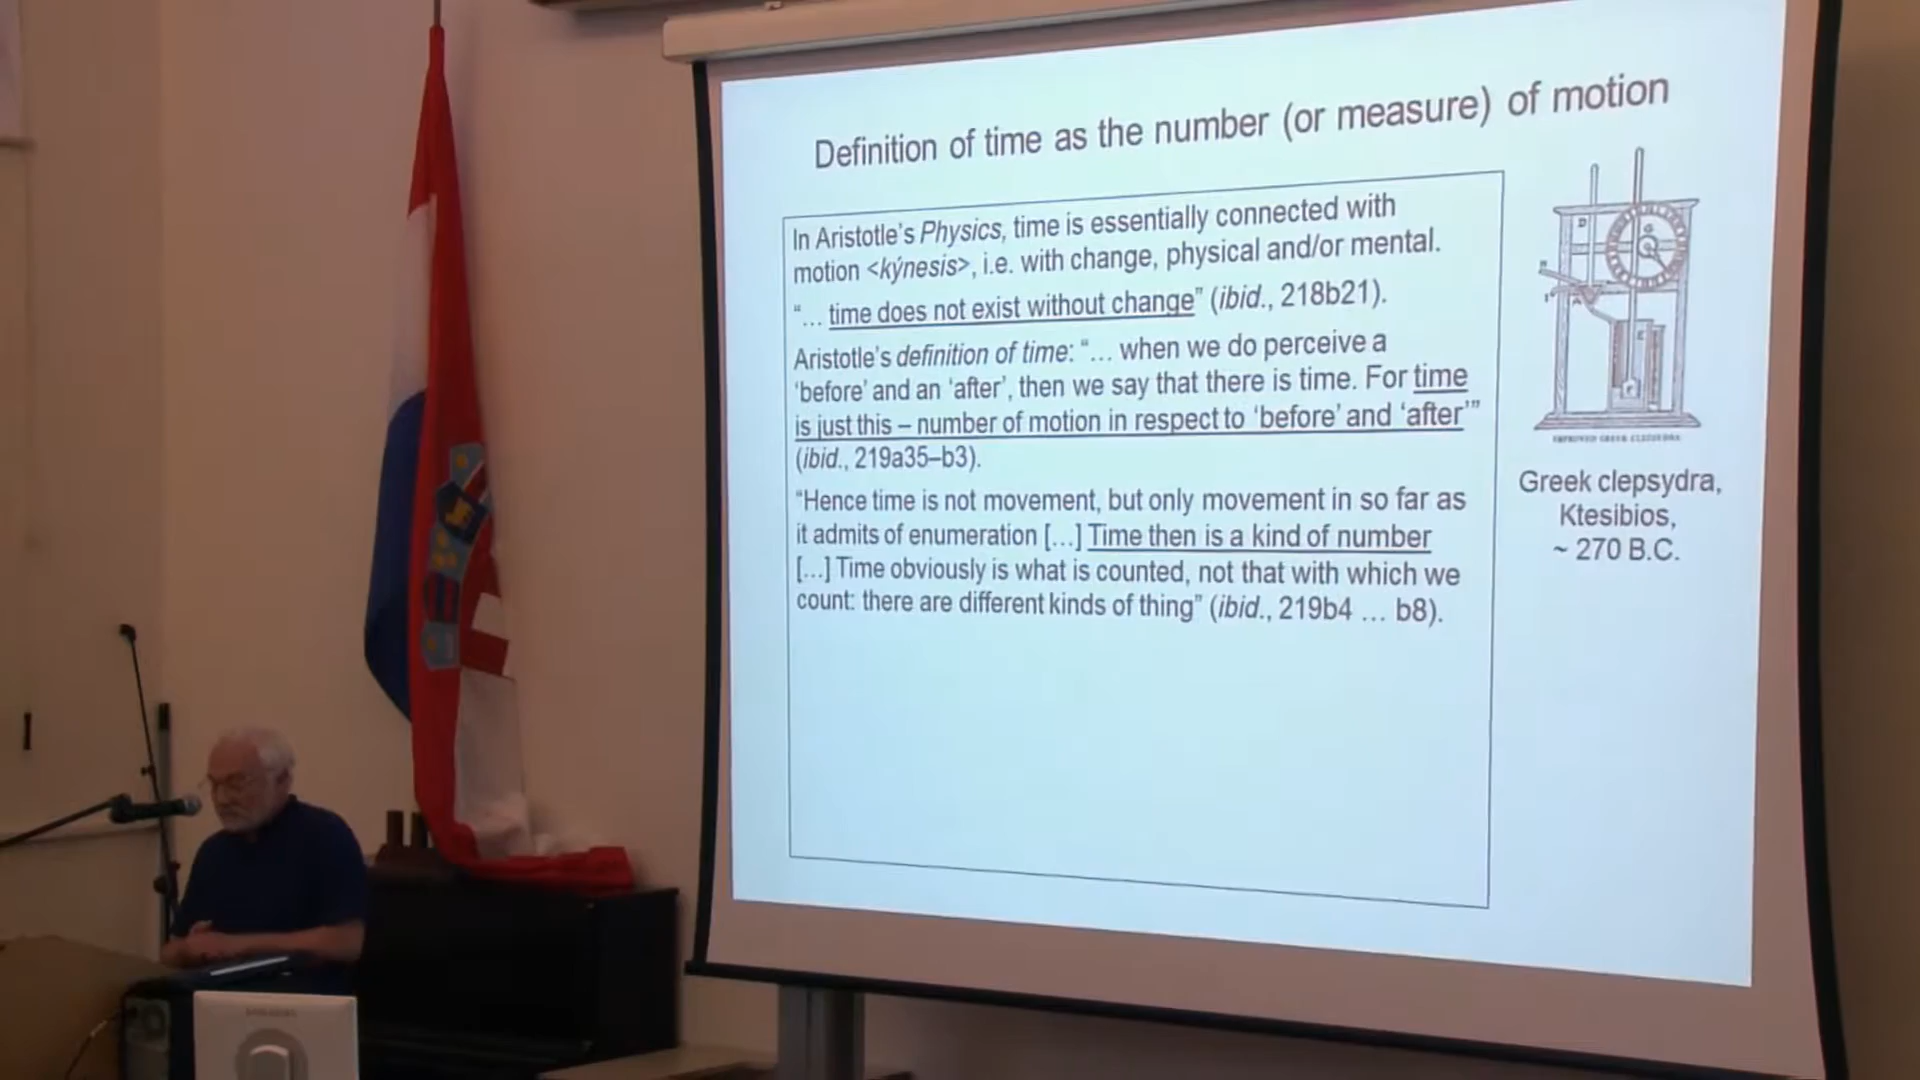 Definition of time as the number (or measure) of motion
In Aristotle's Physics, time is essentially connected with
motion <kýnesis>, i.e. with change, physical and/or mental.
“… time does not exist without change” (ibid., 218b21).
Aristotle's definition of time: “… when we do perceive a
‘before’ and an ‘after’, then we say that there is time. For time
is just this – number of motion in respect to ‘before’ and ‘after’”
(ibid., 219a35–b3).
“Hence time is not movement, but only movement in so far as
it admits of enumeration […] Time then is a kind of number
[…] Time obviously is what is counted, not that with which we
count: there are different kinds of thing” (ibid., 219b4 … b8).
IMPROVED GREEK CLEPSYDRA
Greek clepsydra,
Ktesibios,
~ 270 B.C.